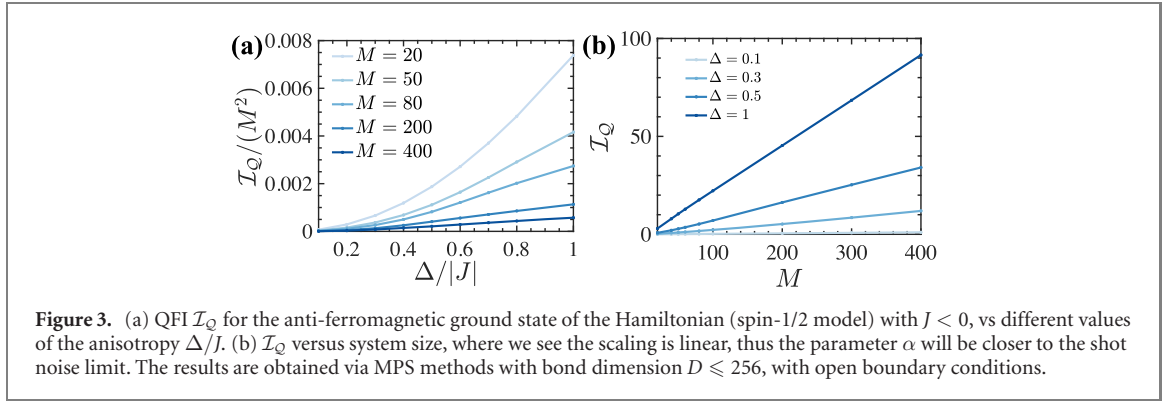 (a)
0.008
0.006
0.004
0.002
0
I_Q/(M²)
M = 20
M = 50
M = 80
M = 200
M = 400
0.2 0.4 0.6 0.8 1
Δ/|J|
(b)
100
50
0
I_Q
Δ = 0.1
Δ = 0.3
Δ = 0.5
Δ = 1
100 200 300 400
M
Figure 3. (a) QFI I_Q for the anti-ferromagnetic ground state of the Hamiltonian (spin-1/2 model) with J < 0, vs different values
of the anisotropy Δ/J. (b) I_Q versus system size, where we see the scaling is linear, thus the parameter α will be closer to the shot
noise limit. The results are obtained via MPS methods with bond dimension D ⩽ 256, with open boundary conditions.